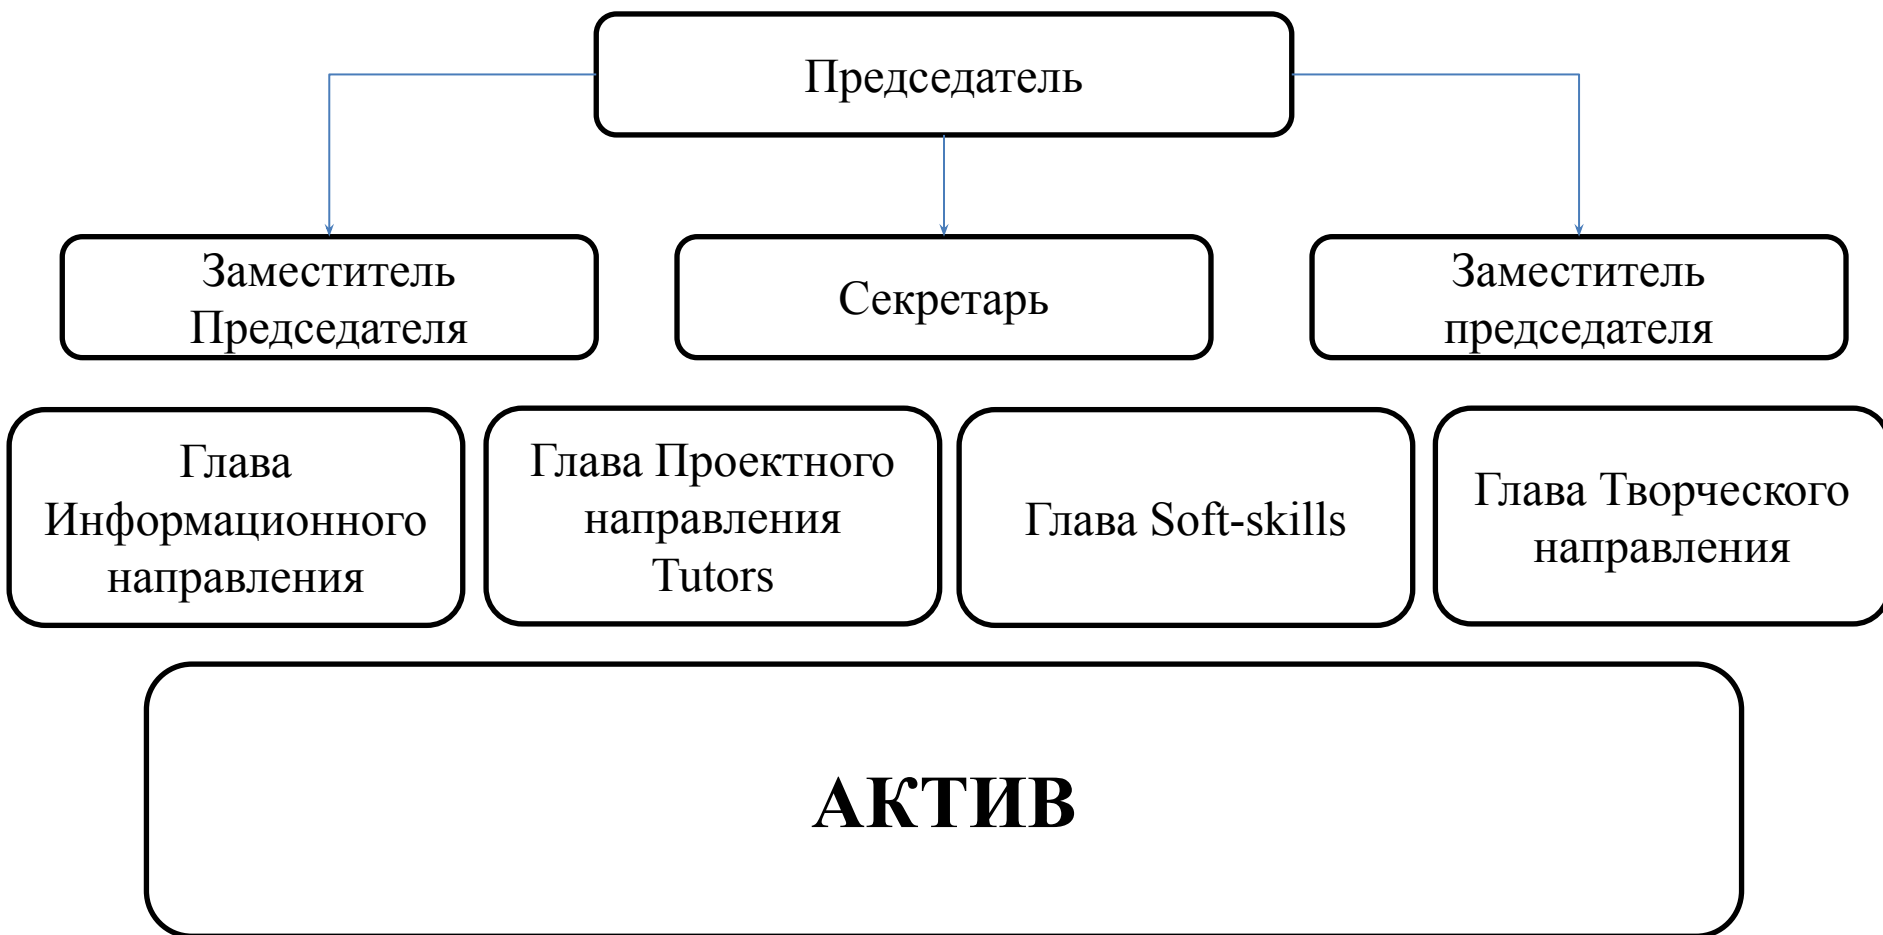 Председатель
Заместитель
Председателя
Секретарь
Заместитель
председателя
Глава
Информационного
направления
Глава Проектного
направления
Tutors
Глава Soft-skills
Глава Творческого
направления
АКТИВ